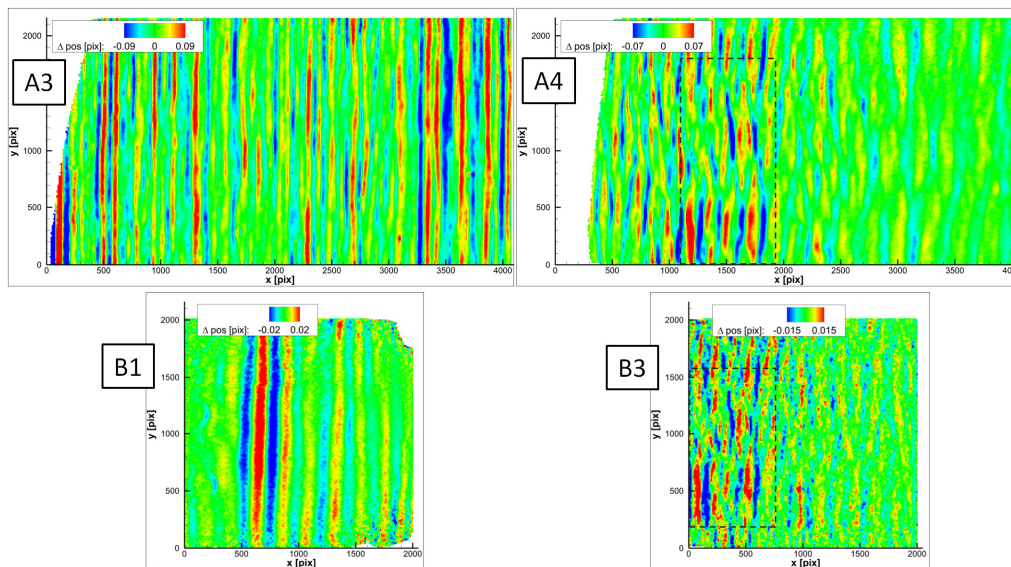 A3
Δ pos [pix]: -0.09 0 0.09
y [pix]
2000
1500
1000
500
0
0 500 1000 1500 2000 2500 3000 3500 4000
x [pix]
A4
Δ pos [pix]: -0.07 0 0.07
y [pix]
2000
1500
1000
500
0
0 500 1000 1500 2000 2500 3000 3500 4000
x [pix]
B1
Δ pos [pix]: -0.02 0.02
y [pix]
2000
1500
1000
500
0
0 500 1000 1500 2000
x [pix]
B3
Δ pos [pix]: -0.015 0.015
y [pix]
2000
1500
1000
500
0
0 500 1000 1500 2000
x [pix]